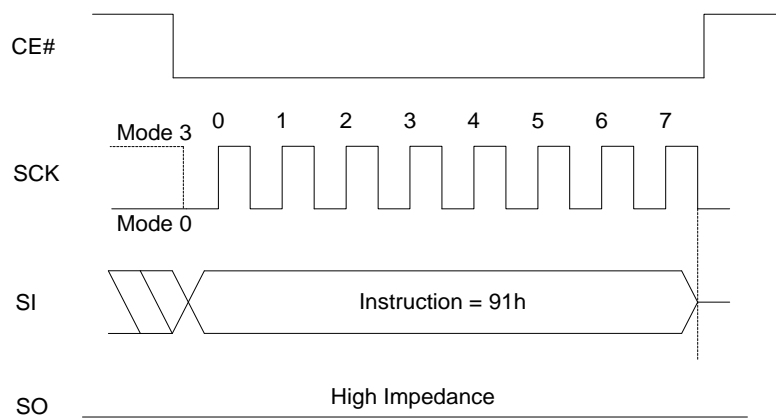 CE#
Mode 3
0 1 2 3 4 5 6 7
SCK
Mode 0
SI
Instruction = 91h
High Impedance
SO